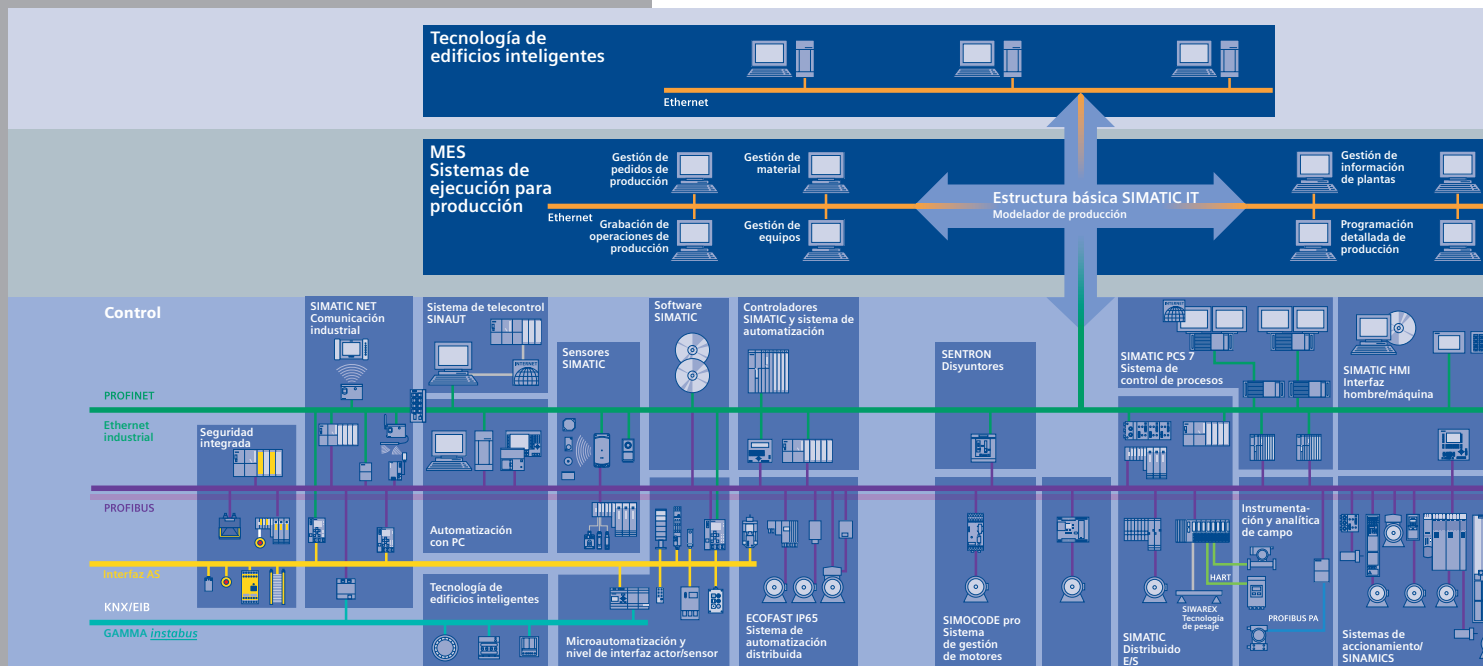 Tecnología de
edificios inteligentes
Ethernet
MES
Sistemas de
ejecución para
producción
Gestión de
pedidos de
producción
Gestión de
material
Ethernet
Grabación de
operaciones de
producción
Gestión de
equipos
Estructura básica SIMATIC IT
Modelador de producción
Gestión de
información
de plantas
Programación
detallada de
producción
Control
SIMATIC NET
Comunicación
industrial
Sistema de telecontrol
SINAUT
INTERNET
Sensores
SIMATIC
Software
SIMATIC
Controladores
SIMATIC y sistema de
automatización
SENTRON
Disyuntores
INTERNET
SIMATIC PCS 7
Sistema de
control de procesos
SIMATIC HMI
Interfaz
hombre/máquina
PROFINET
Ethernet
industrial
Seguridad
integrada
PROFIBUS
Automatización
con PC
Instrumenta-
ción y analítica
de campo
Interfaz AS
HART
KNX/EIB
GAMMA instabus
Tecnología de
edificios inteligentes
Microautomatización y
nivel de interfaz actor/sensor
ECOFAST IP65
Sistema de
automatización
distribuida
SIMOCODE pro
Sistema
de gestión
de motores
SIMATIC
Distribuido
E/S
SIWAREX
Tecnología
de pesaje
PROFIBUS PA
Sistemas de
accionamiento/
SINAMICS